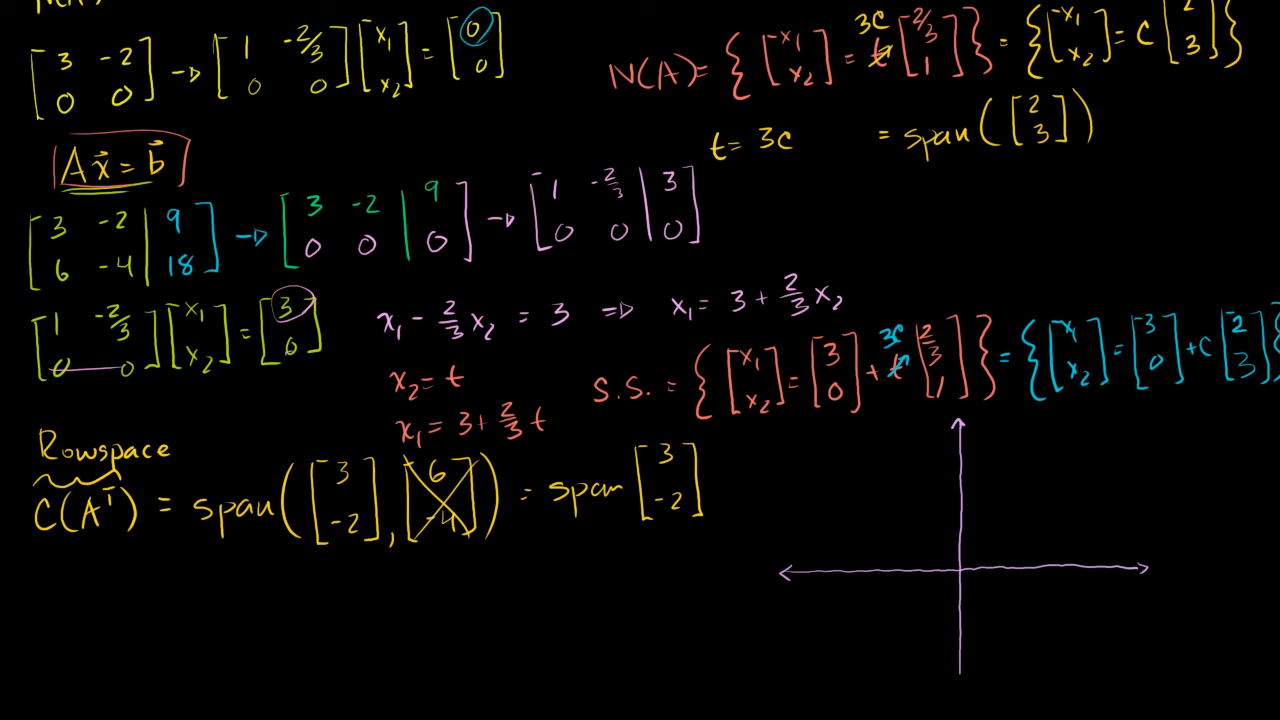 [3 -2; 0 0] → [1 -2/3; 0 0] [x₁; x₂] = [0; 0]
N(A) = { [x₁; x₂] = 3c t [2/3; 1] } = { [x₁; x₂] = c [2; 3] }
t = 3c = span([2; 3])
Ax⃗ = b⃗
[3 -2 | 9; 6 -4 | 18] → [3 -2 | 9; 0 0 | 0] → [1 -2/3 | 3; 0 0 | 0]
[1 -2/3; 0 0] [x₁; x₂] = [3; 0]
x₁ - 2/3 x₂ = 3 ⇒ x₁ = 3 + 2/3 x₂
x₂ = t
x₁ = 3 + 2/3 t
S.S. = { [x₁; x₂] = [3; 0] + 3c t [2/3; 1] } = { [x₁; x₂] = [3; 0] + c [2; 3] }
Rowspace
C(Aᵀ) = span([3; -2], [6; -4]) = span [3; -2]